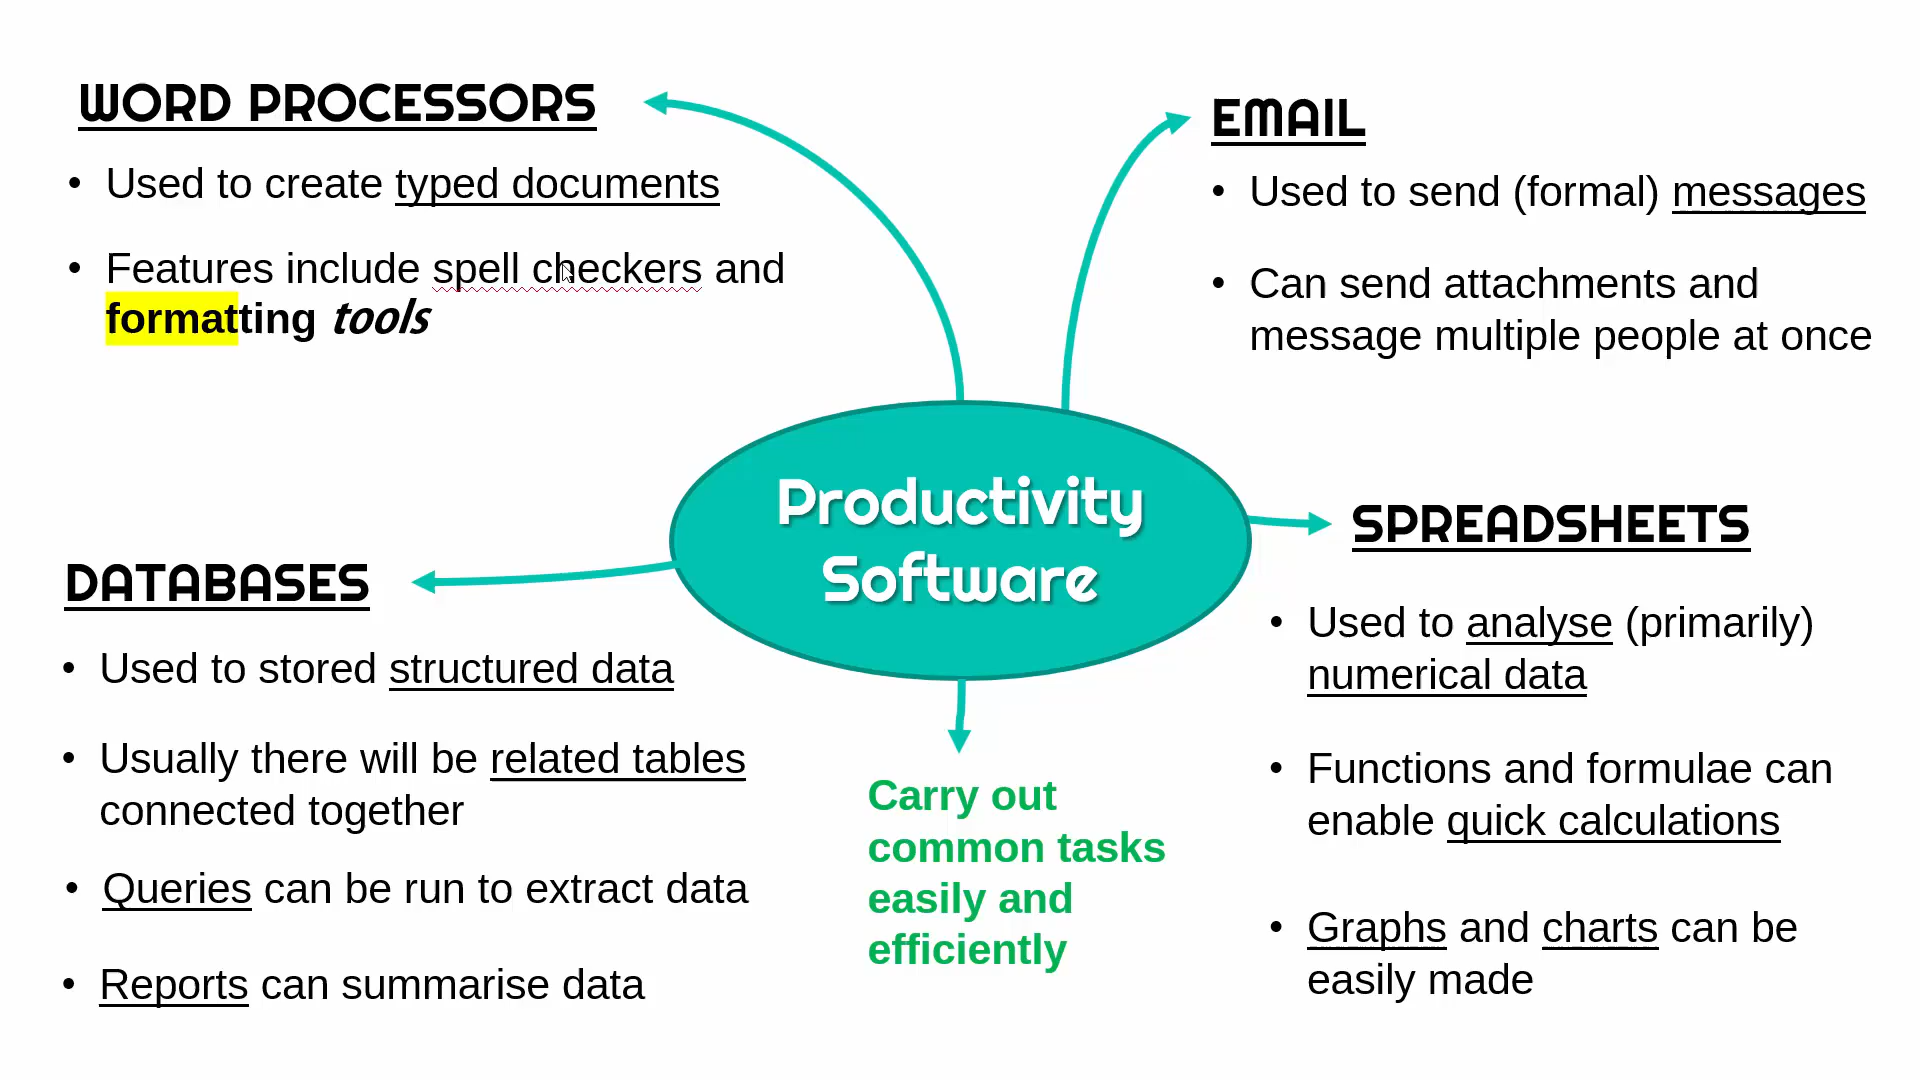 WORD PROCESSORS
• Used to create typed documents
• Features include spell checkers and
formatting tools
EMAIL
• Used to send (formal) messages
• Can send attachments and
message multiple people at once
Productivity
Software
DATABASES
• Used to stored structured data
• Usually there will be related tables
connected together
• Queries can be run to extract data
• Reports can summarise data
Carry out
common tasks
easily and
efficiently
SPREADSHEETS
• Used to analyse (primarily)
numerical data
• Functions and formulae can
enable quick calculations
• Graphs and charts can be
easily made